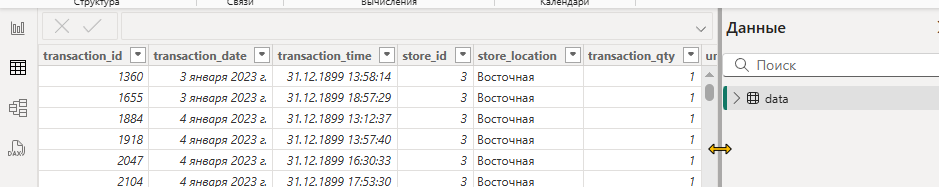 Структура Связи Вычисления Календари
Данные
transaction_id transaction_date transaction_time store_id store_location transaction_qty
Поиск
1360 3 января 2023 г. 31.12.1899 13:58:14 3 Восточная 1
1655 3 января 2023 г. 31.12.1899 18:57:29 3 Восточная 1
data
1884 4 января 2023 г. 31.12.1899 13:12:37 3 Восточная 1
1918 4 января 2023 г. 31.12.1899 13:57:40 3 Восточная 1
2047 4 января 2023 г. 31.12.1899 16:30:33 3 Восточная 1
2104 4 января 2023 г. 31.12.1899 17:53:30 3 Восточная 1
DAX